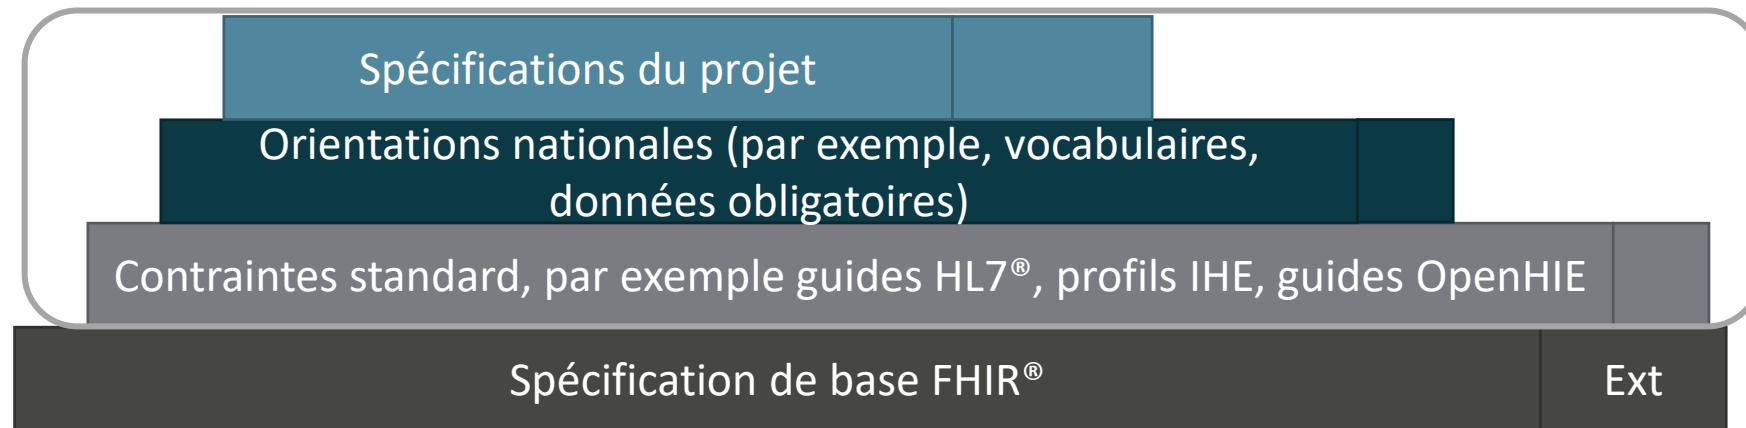 Spécifications du projet
Orientations nationales (par exemple, vocabulaires,
données obligatoires)
Contraintes standard, par exemple guides HL7®, profils IHE, guides OpenHIE
Spécification de base FHIR® Ext